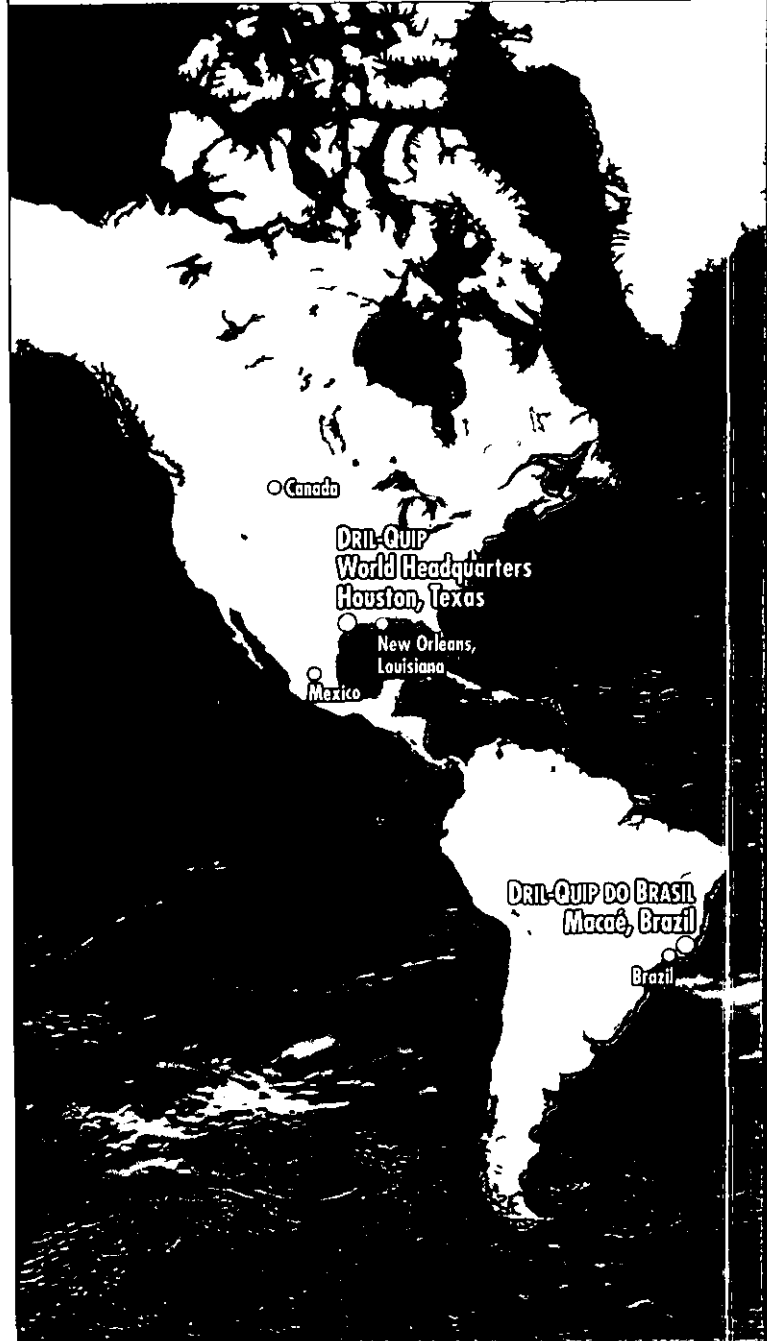 Canada
DRIL-QUIP
World Headquarters
Houston, Texas
New Orleans,
Louisiana
Mexico
DRIL-QUIP DO BRASIL
Macaé, Brazil
Brazil